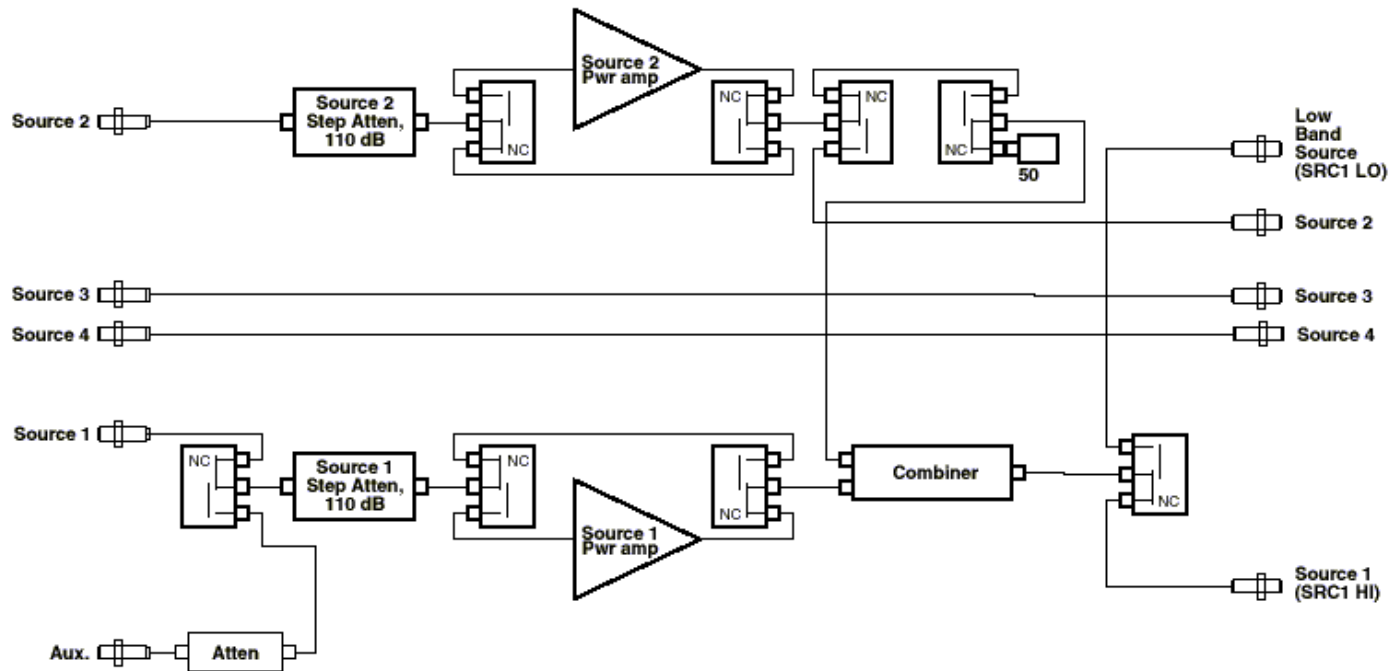 Source 2
Source 2
Step Atten,
110 dB
NC
Source 2
Pwr amp
NC
NC
NC
50
Low
Band
Source
(SRC1 LO)
Source 2
Source 3
Source 3
Source 4
Source 4
Source 1
NC
Source 1
Step Atten,
110 dB
NC
Source 1
Pwr amp
NC
Combiner
NC
Source 1
(SRC1 HI)
Aux.
Atten